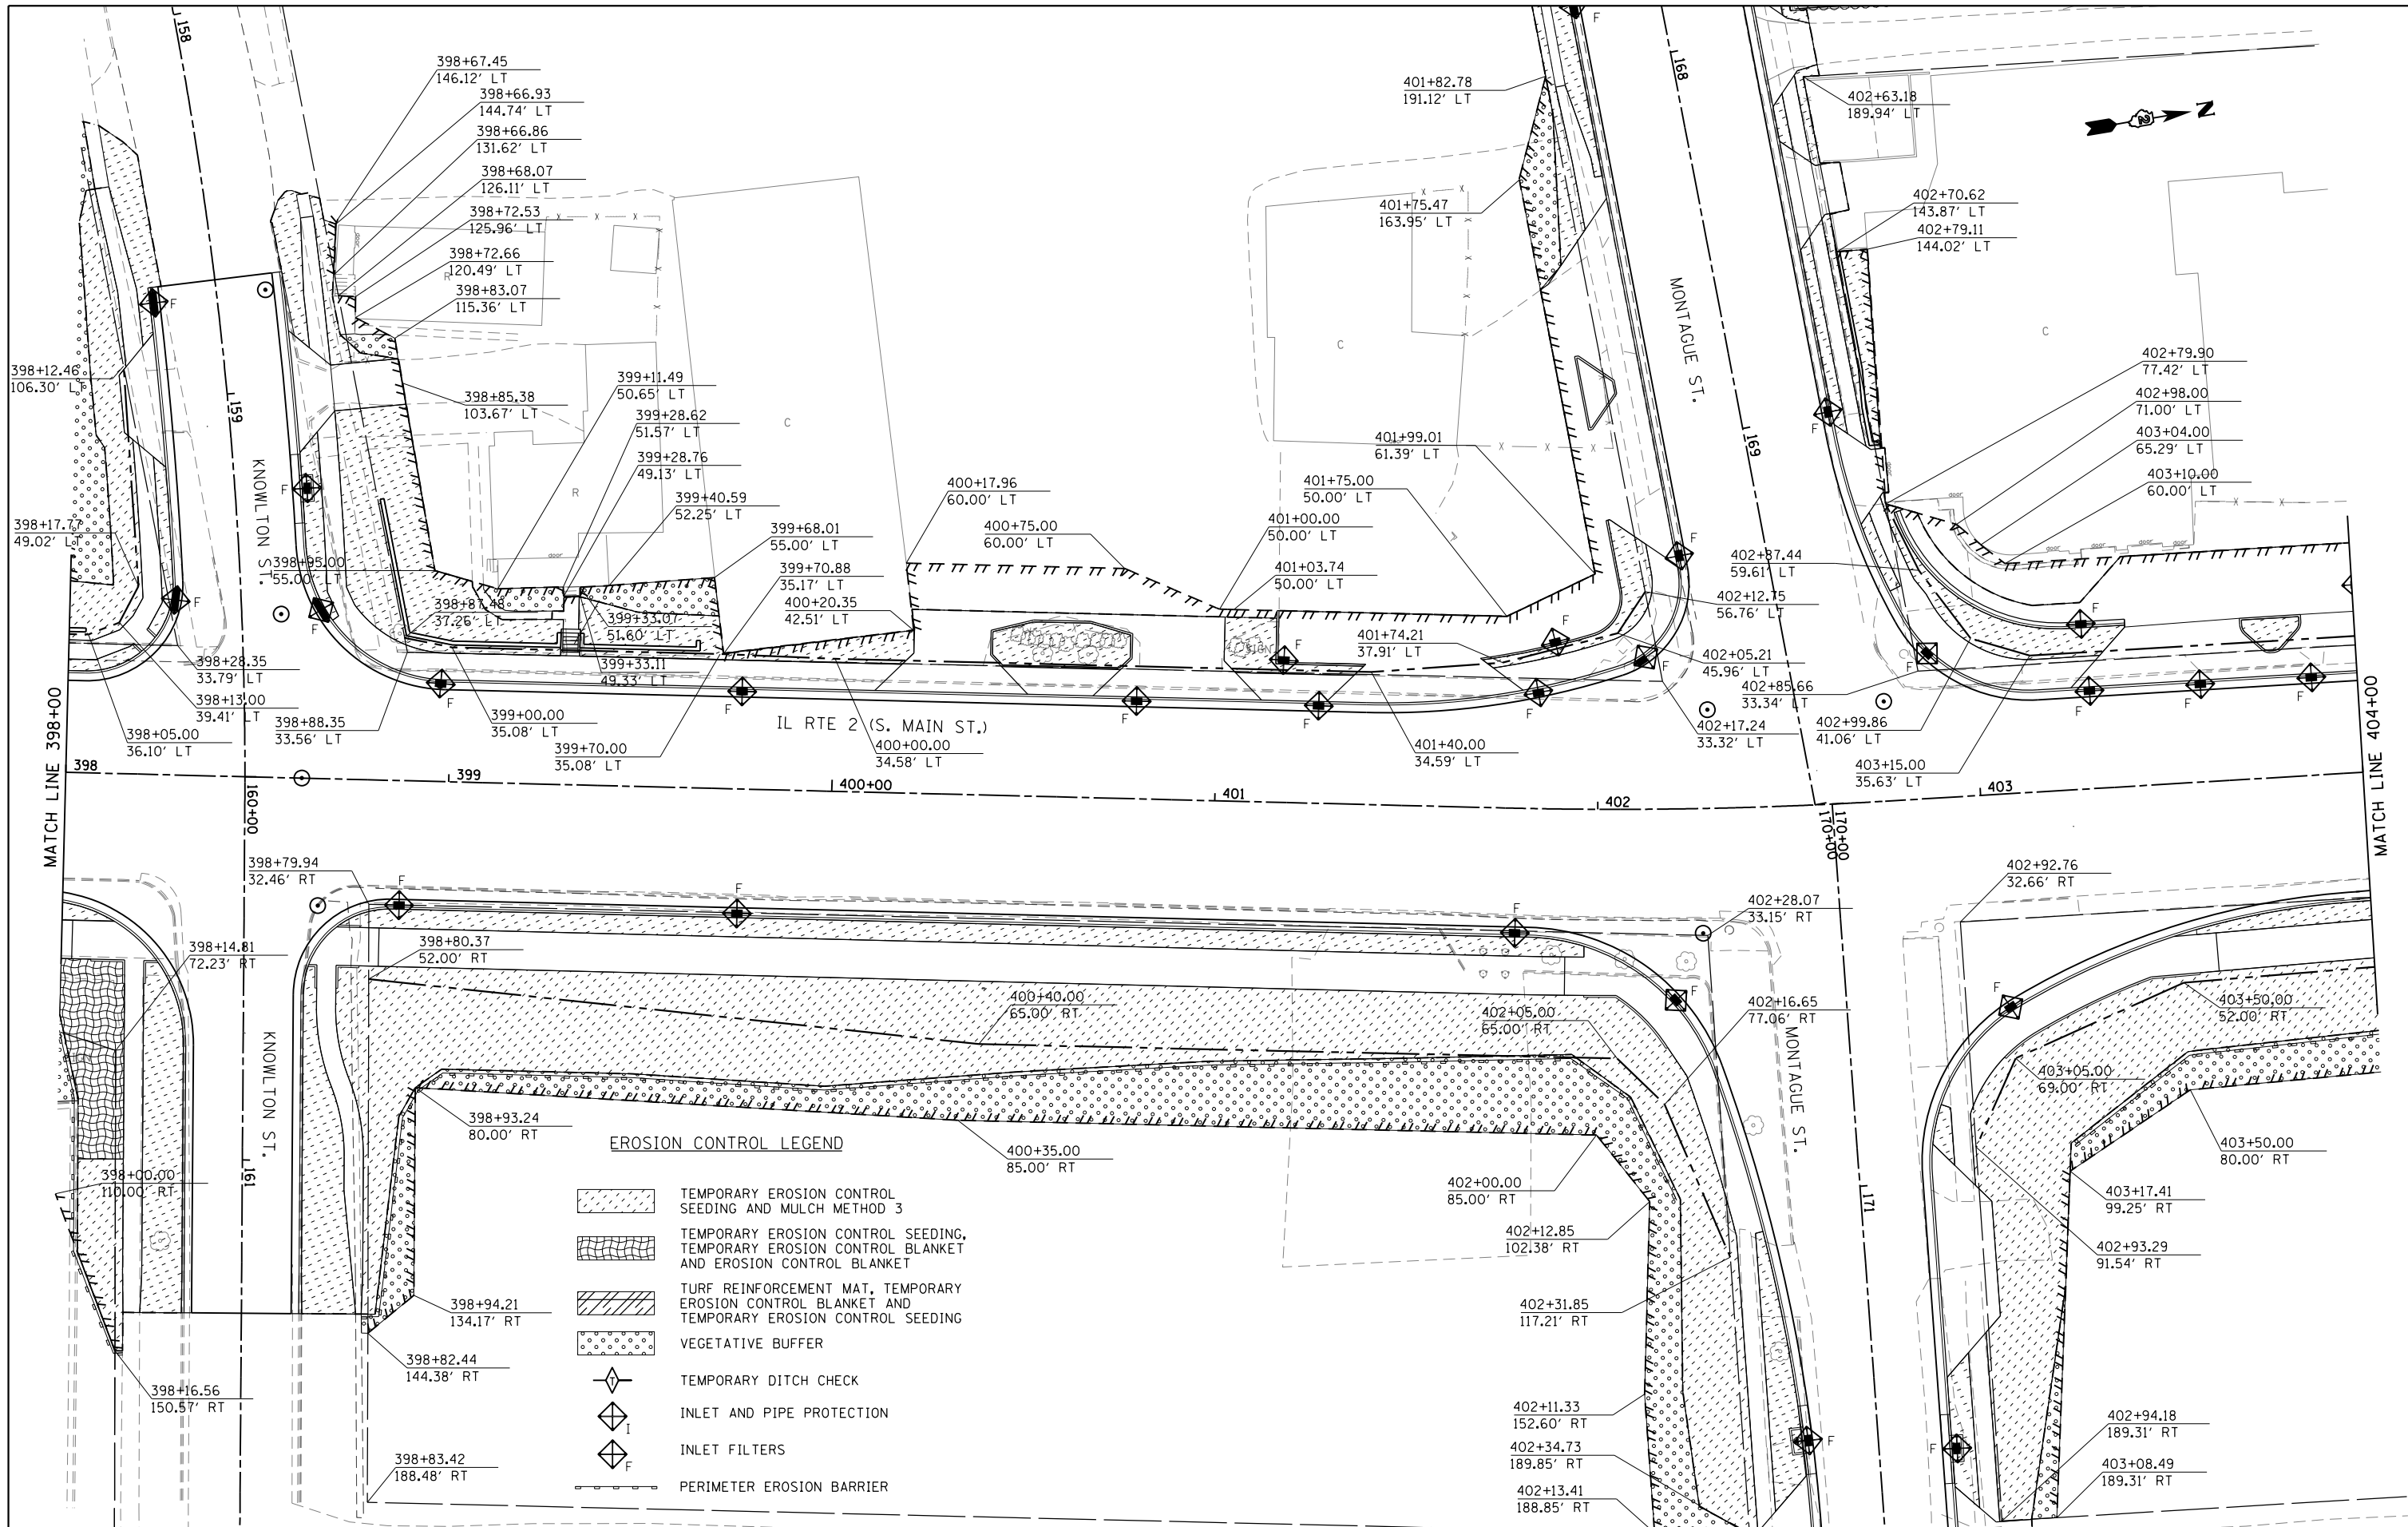 158
398+67.45
146.12' LT
398+66.93
144.74' LT
398+66.86
131.62' LT
398+68.07
126.11' LT
398+72.53
125.96' LT
398+72.66
120.49' LT
398+83.07
115.36' LT
398+85.38
103.67' LT
398+12.46
106.30' LT
398+17.77
49.02' LT
159
KNOWLTON ST.
398+95.00
55.00' LT
398+87.48
37.26' LT
399+11.49
50.65' LT
399+28.62
51.57' LT
399+28.76
49.13' LT
399+40.59
52.25' LT
399+68.01
55.00' LT
399+70.88
35.17' LT
400+20.35
42.51' LT
399+33.07
51.60' LT
399+33.11
49.33' LT
400+17.96
60.00' LT
400+75.00
60.00' LT
401+00.00
50.00' LT
401+03.74
50.00' LT
401+75.00
50.00' LT
401+99.01
61.39' LT
401+82.78
191.12' LT
401+75.47
163.95' LT
168
MONTAGUE ST.
169
402+63.18
189.94' LT
2
N
402+70.62
143.87' LT
402+79.11
144.02' LT
402+79.90
77.42' LT
402+98.00
71.00' LT
403+04.00
65.29' LT
403+10.00
60.00' LT
402+87.44
59.61' LT
402+12.75
56.76' LT
402+05.21
45.96' LT
402+85.66
33.34' LT
402+17.24
33.32' LT
402+99.86
41.06' LT
403+15.00
35.63' LT
401+74.21
37.91' LT
401+40.00
34.59' LT
SIGN
R
R
C
C
C
door
door
door
door
door
door
door
398+28.35
33.79' LT
398+13.00
39.41' LT
398+05.00
36.10' LT
398+88.35
33.56' LT
399+00.00
35.08' LT
399+70.00
35.08' LT
400+00.00
34.58' LT
IL RTE 2 (S. MAIN ST.)
MATCH LINE 398+00
MATCH LINE 404+00
398
399
400+00
401
402
403
160+00
170+00
170+00
398+79.94
32.46' RT
398+14.81
72.23' RT
398+80.37
52.00' RT
400+40.00
65.00' RT
402+05.00
65.00' RT
402+28.07
33.15' RT
402+16.65
77.06' RT
402+92.76
32.66' RT
403+50.00
52.00' RT
403+05.00
69.00' RT
403+50.00
80.00' RT
403+17.41
99.25' RT
402+93.29
91.54' RT
KNOWLTON ST.
161
MONTAGUE ST.
171
398+93.24
80.00' RT
400+35.00
85.00' RT
402+00.00
85.00' RT
402+12.85
102.38' RT
402+31.85
117.21' RT
398+00.00
110.00' RT
398+94.21
134.17' RT
398+82.44
144.38' RT
398+16.56
150.57' RT
398+83.42
188.48' RT
402+11.33
152.60' RT
402+34.73
189.85' RT
402+13.41
188.85' RT
402+94.18
189.31' RT
403+08.49
189.31' RT
EROSION CONTROL LEGEND
TEMPORARY EROSION CONTROL
SEEDING AND MULCH METHOD 3
TEMPORARY EROSION CONTROL SEEDING,
TEMPORARY EROSION CONTROL BLANKET
AND EROSION CONTROL BLANKET
TURF REINFORCEMENT MAT, TEMPORARY
EROSION CONTROL BLANKET AND
TEMPORARY EROSION CONTROL SEEDING
VEGETATIVE BUFFER
T
TEMPORARY DITCH CHECK
I
INLET AND PIPE PROTECTION
F
INLET FILTERS
PERIMETER EROSION BARRIER